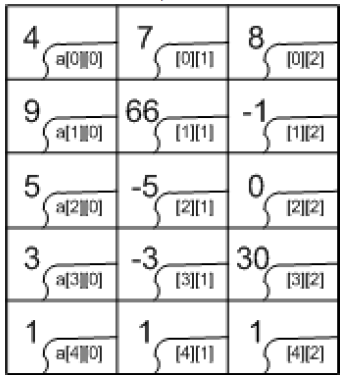 4 7 8
a[0][0] [0][1] [0][2]
9 66 -1
a[1][0] [1][1] [1][2]
5 -5 0
a[2][0] [2][1] [2][2]
3 -3 30
a[3][0] [3][1] [3][2]
1 1 1
a[4][0] [4][1] [4][2]